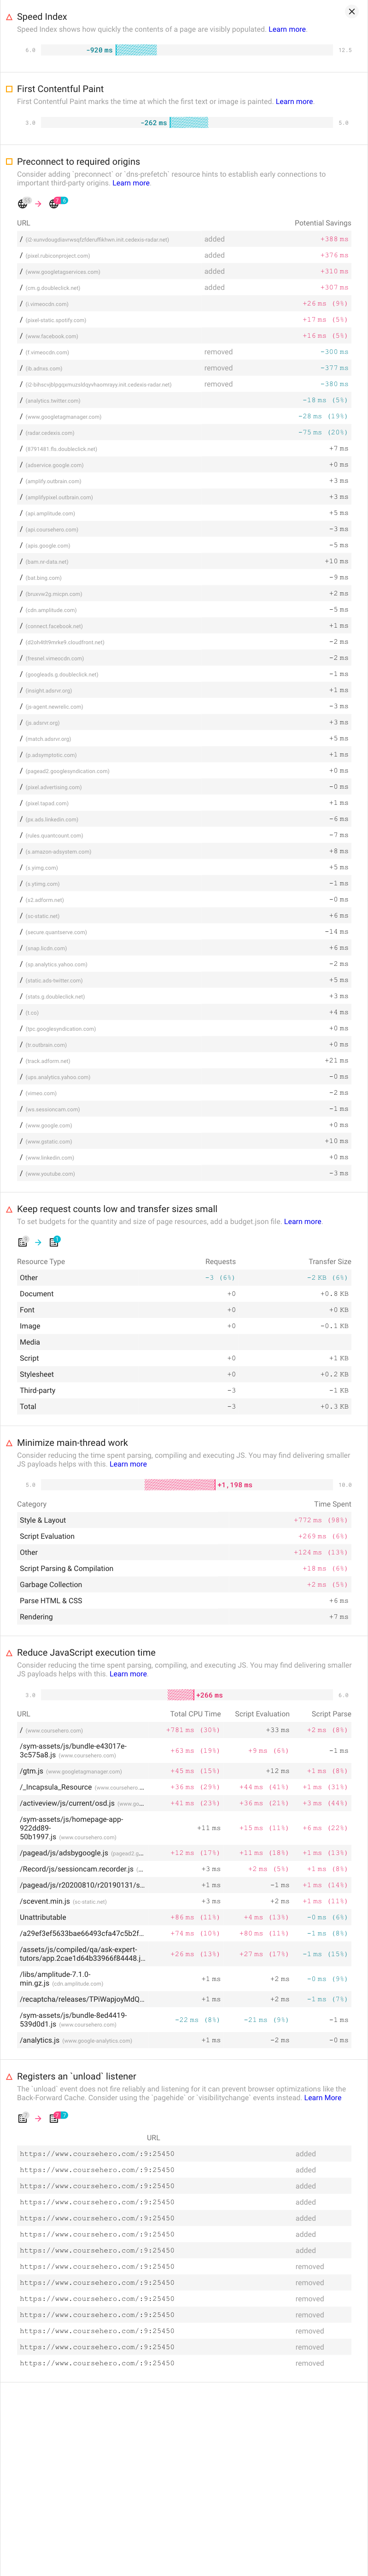 Speed Index
Speed Index shows how quickly the contents of a page are visibly populated. Learn more.
6.0 -920 ms 12.5
First Contentful Paint
First Contentful Paint marks the time at which the first text or image is painted. Learn more.
3.0 -262 ms 5.0
Preconnect to required origins
Consider adding `preconnect` or `dns-prefetch` resource hints to establish early connections to
important third-party origins. Learn more.
URL Potential Savings
/ added +388 ms
/ (pixel.rubiconproject.com) added +376 ms
/ (www.googletagservices.com) added +310 ms
/ (cm.g.doubleclick.net) added +307 ms
/ (i.vimeocdn.com) +26 ms (9%)
/ (pixel-static.spotify.com) +17 ms (5%)
/ (www.facebook.com) +16 ms (5%)
/ (f.vimeocdn.com) removed -300 ms
/ (ib.adnxs.com) removed -377 ms
/ removed -380 ms
/ (analytics.twitter.com) -18 ms (5%)
/ (www.googletagmanager.com) -28 ms (19%)
/ (radar.cedexis.com) -75 ms (20%)
/ (8791481.fls.doubleclick.net) +7 ms
/ (adservice.google.com) +0 ms
/ (amplify.outbrain.com) +3 ms
/ (amplifypixel.outbrain.com) +3 ms
/ (api.amplitude.com) +5 ms
/ (api.coursehero.com) -3 ms
/ (apis.google.com) -5 ms
/ (bam.nr-data.net) +10 ms
/ (bat.bing.com) -9 ms
/ +2 ms
/ (cdn.amplitude.com) -5 ms
/ (connect.facebook.net) +1 ms
/ -2 ms
/ (fresnel.vimeocdn.com) -2 ms
/ (googleads.g.doubleclick.net) -1 ms
/ (insight.adsrvr.org) +1 ms
/ (js-agent.newrelic.com) -3 ms
/ (js.adsrvr.org) +3 ms
/ (match.adsrvr.org) +5 ms
/ (p.adsymptotic.com) +1 ms
/ (pagead2.googlesyndication.com) +0 ms
/ (pixel.advertising.com) -0 ms
/ (pixel.tapad.com) +1 ms
/ (px.ads.linkedin.com) -6 ms
/ (rules.quantcount.com) -7 ms
/ (s.amazon-adsystem.com) +8 ms
/ (s.yimg.com) +5 ms
/ (s.ytimg.com) -1 ms
/ (s2.adform.net) -0 ms
/ (sc-static.net) +6 ms
/ (secure.quantserve.com) -14 ms
/ (snap.licdn.com) +6 ms
/ (sp.analytics.yahoo.com) -2 ms
/ (static.ads-twitter.com) +5 ms
/ (stats.g.doubleclick.net) +3 ms
/ (t.co) +4 ms
/ (tpc.googlesyndication.com) +0 ms
/ (tr.outbrain.com) +0 ms
/ (track.adform.net) +21 ms
/ (ups.analytics.yahoo.com) -0 ms
/ (vimeo.com) -2 ms
/ (ws.sessioncam.com) -1 ms
/ (www.google.com) +0 ms
/ (www.gstatic.com) +10 ms
/ (www.linkedin.com) +0 ms
/ (www.youtube.com) -3 ms
Keep request counts low and transfer sizes small
To set budgets for the quantity and size of page resources, add a budget.json file. Learn more.
Resource Type Requests Transfer Size
Other -3 (6%) -2 KB (6%)
Document +0 +0.8 KB
Font +0 +0 KB
Image +0 -0.1 KB
Media
Script +0 +1 KB
Stylesheet +0 +0.2 KB
Third-party -3 -1 KB
Total -3 +0.3 KB
Minimize main-thread work
Consider reducing the time spent parsing, compiling and executing JS. You may find delivering smaller
JS payloads helps with this. Learn more
5.0 +1,198 ms 10.0
Category Time Spent
Style & Layout +772 ms (98%)
Script Evaluation +269 ms (6%)
Other +124 ms (13%)
Script Parsing & Compilation +18 ms (6%)
Garbage Collection +2 ms (5%)
Parse HTML & CSS +6 ms
Rendering +7 ms
Reduce JavaScript execution time
Consider reducing the time spent parsing, compiling, and executing JS. You may find delivering smaller
JS payloads helps with this. Learn more.
3.0 +266 ms 6.0
URL Total CPU Time Script Evaluation Script Parse
/ (www.coursehero.com) +781 ms (30%) +33 ms +2 ms (8%)
/sym-assets/js/bundle-e43017e-
3c575a8.js (www.coursehero.com) +63 ms (19%) +9 ms (6%) -1 ms
/gtm.js (www.googletagmanager.com) +45 ms (15%) +12 ms +1 ms (8%)
/_Incapsula_Resource (www.coursehero.… +36 ms (29%) +44 ms (41%) +1 ms (31%)
/activeview/js/current/osd.js (www.go… +41 ms (23%) +36 ms (21%) +3 ms (44%)
/sym-assets/js/homepage-app-
922dd89-
50b1997.js (www.coursehero.com) +11 ms +15 ms (11%) +6 ms (22%)
/pagead/js/adsbygoogle.js (pagead2.g… +12 ms (17%) +11 ms (18%) +1 ms (13%)
/Record/js/sessioncam.recorder.js (… +3 ms +2 ms (5%) +1 ms (8%)
/pagead/js/r20200810/r20190131/s… +1 ms -1 ms +1 ms (14%)
/scevent.min.js (sc-static.net) +3 ms +2 ms +1 ms (11%)
Unattributable +86 ms (11%) +4 ms (13%) -0 ms (6%)
/a29ef3ef5633bae66493cfa47c5b2f… +74 ms (10%) +80 ms (11%) -1 ms (8%)
/assets/js/compiled/qa/ask-expert-
tutors/app.2cae1d64b33966f84448.j… +26 ms (13%) +27 ms (17%) -1 ms (15%)
/libs/amplitude-7.1.0-
min.gz.js (cdn.amplitude.com) +1 ms +2 ms -0 ms (9%)
/recaptcha/releases/TPiWapjoyMdQ… +1 ms +2 ms -1 ms (7%)
/sym-assets/js/bundle-8ed4419-
539d0d1.js (www.coursehero.com) -22 ms (8%) -21 ms (9%) -1 ms
/analytics.js (www.google-analytics.com) +1 ms -2 ms -0 ms
Registers an `unload` listener
The `unload` event does not fire reliably and listening for it can prevent browser optimizations like the
Back-Forward Cache. Consider using the `pagehide` or `visibilitychange` events instead. Learn More
URL
https://www.coursehero.com/:9:25450 added
https://www.coursehero.com/:9:25450 added
https://www.coursehero.com/:9:25450 added
https://www.coursehero.com/:9:25450 added
https://www.coursehero.com/:9:25450 added
https://www.coursehero.com/:9:25450 added
https://www.coursehero.com/:9:25450 added
https://www.coursehero.com/:9:25450 removed
https://www.coursehero.com/:9:25450 removed
https://www.coursehero.com/:9:25450 removed
https://www.coursehero.com/:9:25450 removed
https://www.coursehero.com/:9:25450 removed
https://www.coursehero.com/:9:25450 removed
https://www.coursehero.com/:9:25450 removed